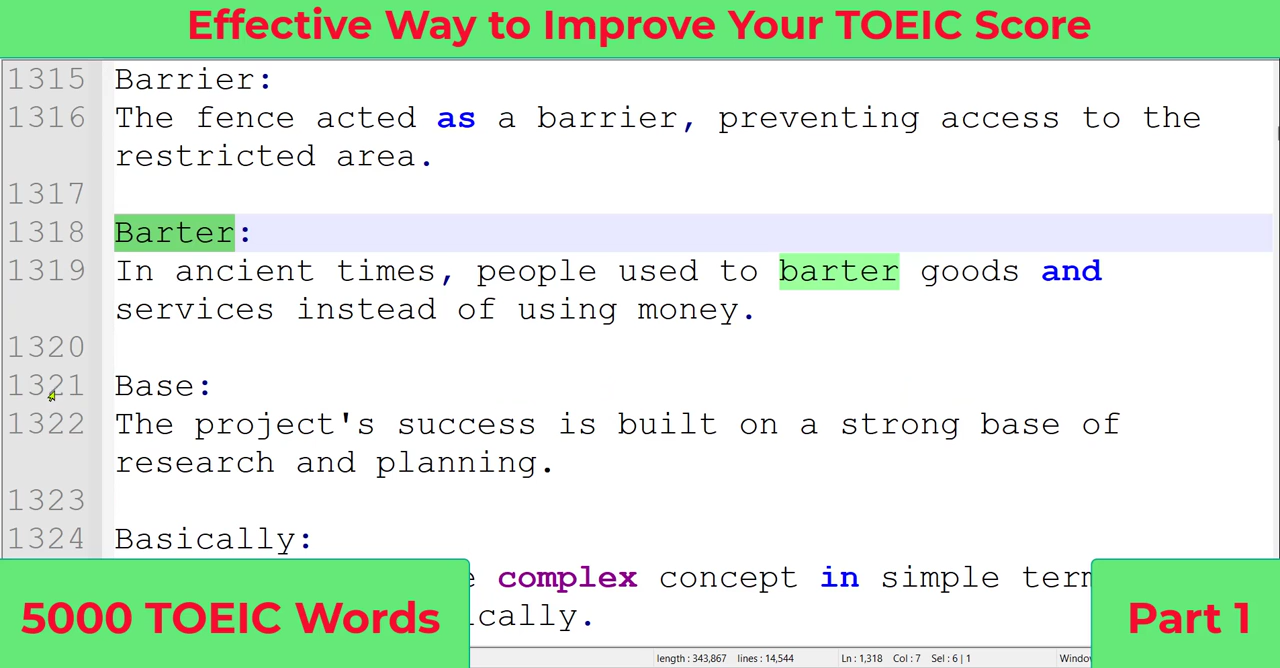 Effective Way to Improve Your TOEIC Score
1315 Barrier:
1316 The fence acted as a barrier, preventing access to the
restricted area.
1317
1318 Barter:
1319 In ancient times, people used to barter goods and
services instead of using money.
1320
1321 Base:
1322 The project's success is built on a strong base of
research and planning.
1323
1324 Basically:
complex concept in simple
5000 TOEIC Words
Part 1
length : 343,867 lines : 14,544 Ln : 1,318 Col : 7 Sel : 6 | 1